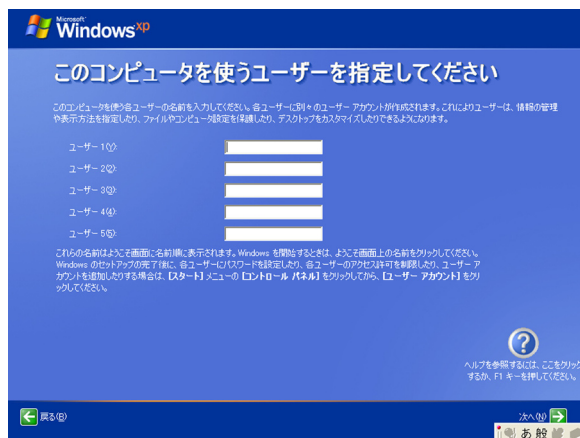 Microsoft
Windows xp
このコンピュータを使うユーザーを指定してください
このコンピュータを使う各ユーザーの名前を入力してください。各ユーザーに別々のユーザー アカウントが作成されます。これによりユーザーは、情報の管理
や表示方法を指定したり、ファイルやコンピュータ設定を保護したり、デスクトップをカスタマイズしたりできるようになります。
ユーザー 1(Y):
ユーザー 2(2):
ユーザー 3(3):
ユーザー 4(4):
ユーザー 5(5):
これらの名前はようこそ画面に名前順に表示されます。Windows を開始するときは、ようこそ画面上の名前をクリックしてください。
Windows のセットアップの完了後に、各ユーザーにパスワードを設定したり、各ユーザーのアクセス許可を制限したり、ユーザー ア
カウントを追加したりする場合は、[スタート] メニューの [コントロール パネル] をクリックしてから、[ユーザー アカウント] をクリ
ックしてください。
ヘルプを参照するには、ここをクリック
するか、F1 キーを押してください。
戻る(B)
次へ(N)
あ 般